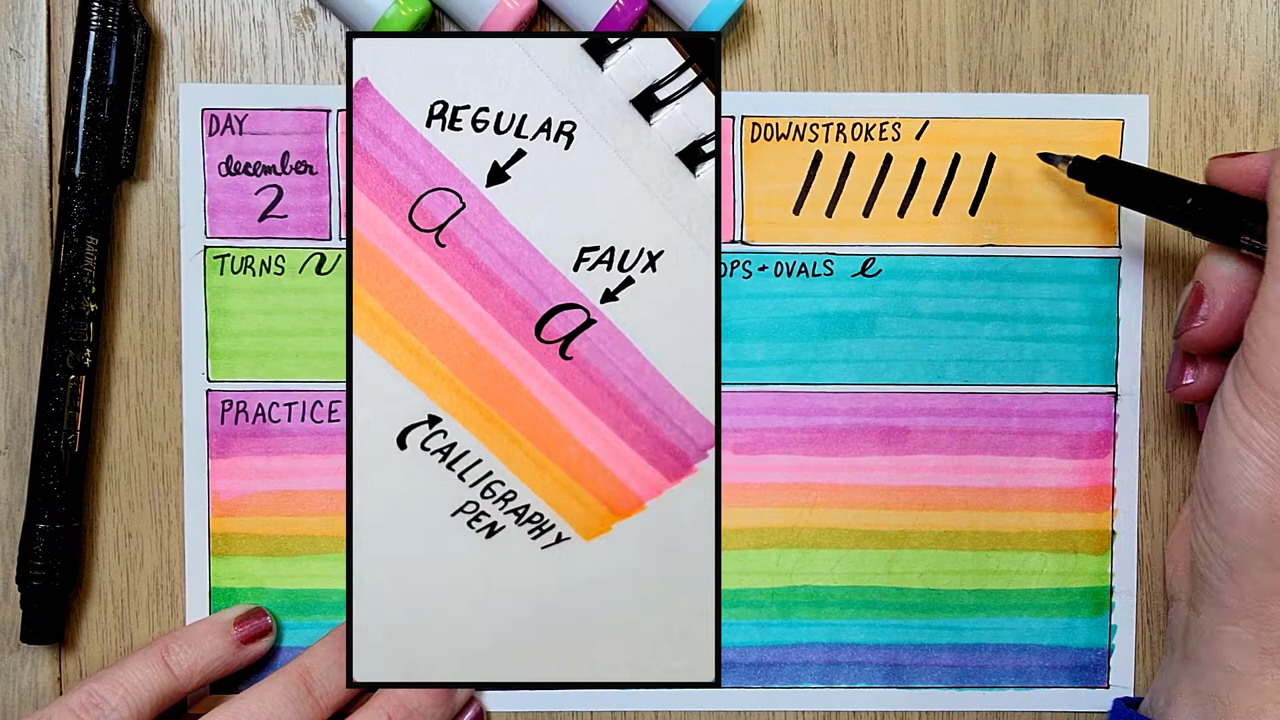 DAY
december
2
DOWNSTROKES /
TURNS
OPS + OVALS e
PRACTICE
REGULAR
a
FAUX
a
CALLIGRAPHY
PEN